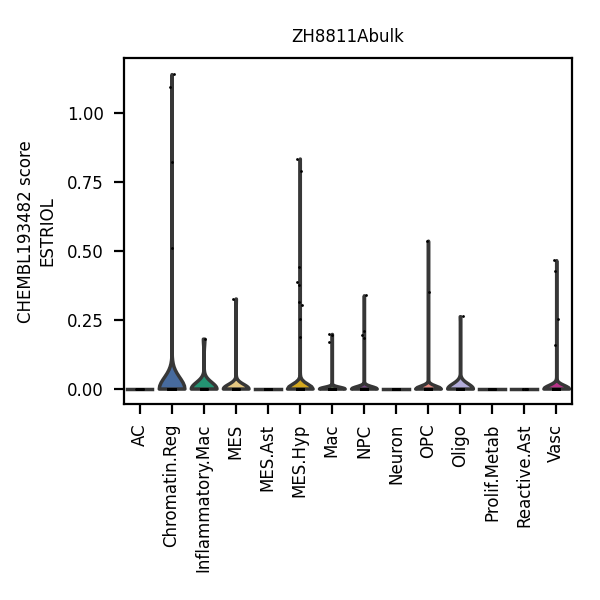 ZH8811Abulk
CHEMBL193482 score
ESTRIOL
1.00
0.75
0.50
0.25
0.00
AC
Chromatin.Reg
Inflammatory.Mac
MES
MES.Ast
MES.Hyp
Mac
NPC
Neuron
OPC
Oligo
Prolif.Metab
Reactive.Ast
Vasc